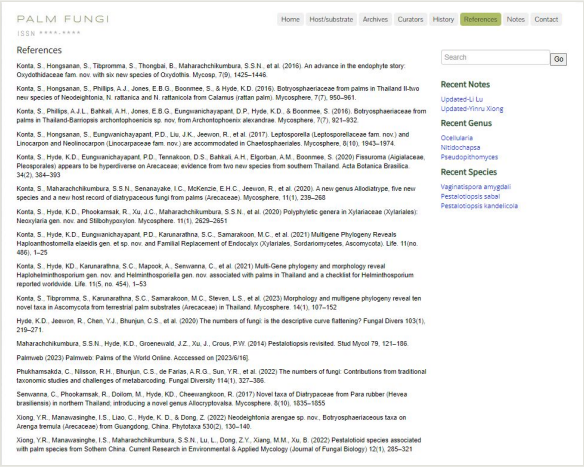 PALM FUNGI
ISSN ****-****
Home Host/substrate Archives Curators History References Notes Contact
References
Konta, S., Hongsanan, S., Tibpromma, S., Thongbai, B., Maharachchikumbura, S.S.N., et al. (2016). An advance in the endophyte story:
Oxydothidaceae fam. nov. with six new species of Oxydothis. Mycosp, 7(9), 1425–1446.
Konta, S., Hongsanan, S., Phillips, A.J., Jones, E.B.G., Boonmee, S., & Hyde, K.D. (2016). Botryosphaeriaceae from palms in Thailand II-two
new species of Neodeightonia, N. rattanica and N. rattanicola from Calamus (rattan palm). Mycosphere, 7(7), 950–961.
Konta, S., Phillips, A.J.L., Bahkali, A.H., Jones, E.B.G., Eungwanichayapant, D.P., Hyde, K.D., & Boonmee, S. (2016). Botryosphaeriaceae from
palms in Thailand-Barriopsis archontophoenicis sp. nov, from Archontophoenix alexandrae. Mycosphere, 7(7), 921–932.
Konta, S., Hongsanan, S., Eungwanichayapant, P.D., Liu, J.K., Jeewon, R., et al. (2017). Leptosporella (Leptosporellaceae fam. nov.) and
Linocarpon and Neolinocarpon (Linocarpaceae fam. nov.) are accommodated in Chaetosphaeriales. Mycosphere, 8(10), 1943–1974.
Konta, S., Hyde, K.D., Eungwanichayapant, P.D., Tennakoon, D.S., Bahkali, A.H., Elgorban, A.M., Boonmee, S. (2020) Fissuroma (Aigialaceae,
Pleosporales) appears to be hyperdiverse on Arecaceae; evidence from two new species from southern Thailand. Acta Botanica Brasilica.
34(2), 384–393
Konta, S., Maharachchikumbura, S.S.N., Senanayake, I.C., McKenzie, E.H.C., Jeewon, R., et al. (2020). A new genus Allodiatrype, five new
species and a new host record of diatrypaceous fungi from palms (Arecaceae). Mycosphere, 11(1), 239–268
Konta, S., Hyde, K.D., Phookamsak, R., Xu, J.C., Maharachchikumbura, S.S.N., et al. (2020) Polyphyletic genera in Xylariaceae (Xylariales):
Neoxylaria gen. nov. and Stilbohypoxylon. Mycosphere. 11(1), 2629–2651
Konta, S., Hyde, K.D., Eungwanichayapant, P.D., Karunarathna, S.C., Samarakoon, M.C., et al. (2021) Multigene Phylogeny Reveals
Haploanthostomella elaeidis gen. et sp. nov. and Familial Replacement of Endocalyx (Xylariales, Sordariomycetes, Ascomycota). Life. 11(no.
486), 1–25
Konta, S., Hyde, KD., Karunarathna, S.C., Mapook, A., Senwanna, C., et al. (2021) Multi-Gene phylogeny and morphology reveal
Haplohelminthosporium gen. nov. and Helminthosporiella gen. nov. associated with palms in Thailand and a checklist for Helminthosporium
reported worldwide. Life. 11(5, no. 454), 1–53
Konta, S., Tibpromma, S., Karunarathna, S.C., Samarakoon, M.C., Steven, L.S., et al. (2023) Morphology and multigene phylogeny reveal ten
novel taxa in Ascomycota from terrestrial palm substrates (Arecaceae) in Thailand. Mycosphere. 14(1), 107–152
Hyde, K.D., Jeewon, R., Chen, Y.J., Bhunjun, C.S., et al. (2020) The numbers of fungi: is the descriptive curve flattening? Fungal Divers 103(1),
219–271.
Maharachchikumbura, S.S.N., Hyde, K.D., Groenewald, J.Z., Xu, J., Crous, P.W. (2014) Pestalotiopsis revisited. Stud Mycol 79, 121–186.
Palmweb (2023) Palmweb: Palms of the World Online. Acccessed on [2023/6/16].
Phukhamsakda, C., Nilsson, R.H., Bhunjun, C.S., de Farias, A.R.G., Sun, Y.R., et al. (2022) The numbers of fungi: Contributions from traditional
taxonomic studies and challenges of metabarcoding. Fungal Diversity 114(1), 327–386.
Senwanna, C., Phookamsak, R., Doilom, M., Hyde, KD., Cheewangkoon, R. (2017) Novel taxa of Diatrypaceae from Para rubber (Hevea
brasiliensis) in northern Thailand; introducing a novel genus Allocryptovalsa. Mycosphere. 8(10), 1835–1855
Xiong, Y.R., Manawasinghe, I.S., Liao, C., Hyde, K. D., & Dong, Z. (2022) Neodeightonia arengae sp. nov., Botryosphaeriaceous taxa on
Arenga tremula (Arecaceae) from Guangdong, China. Phytotaxa 530(2), 130–140.
Xiong, Y.R., Manawasinghe, I.S., Maharachchikumbura, S.S.N., Lu, L., Dong, Z.Y., Xiang, M.M., Xu, B. (2022) Pestalotioid species associated
with palm species from Sothern China. Current Research in Environmental & Applied Mycology (Journal of Fungal Biology) 12(1), 285–321
Search Go
Recent Notes
Updated-Li Lu
Updated-Yinru Xiong
Recent Genus
Ocellularia
Nitidochapsa
Pseudopithomyces
Recent Species
Vaginatispora amygdali
Pestalotiopsis sabal
Pestalotiopsis kandelicola